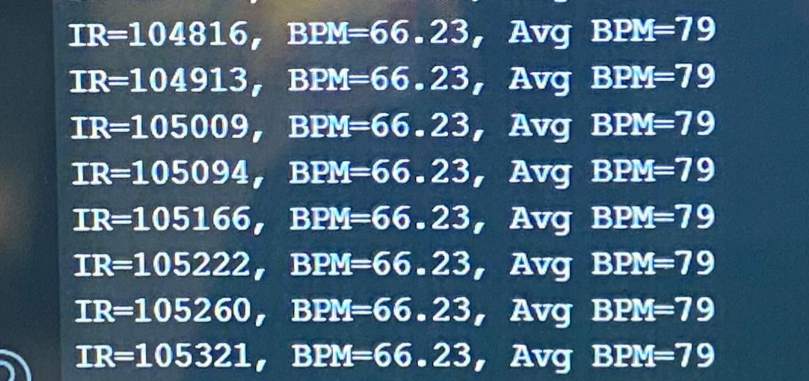 IR=104816, BPM=66.23, Avg BPM=79
IR=104913, BPM=66.23, Avg BPM=79
IR=105009, BPM=66.23, Avg BPM=79
IR=105094, BPM=66.23, Avg BPM=79
IR=105166, BPM=66.23, Avg BPM=79
IR=105222, BPM=66.23, Avg BPM=79
IR=105260, BPM=66.23, Avg BPM=79
IR=105321, BPM=66.23, Avg BPM=79